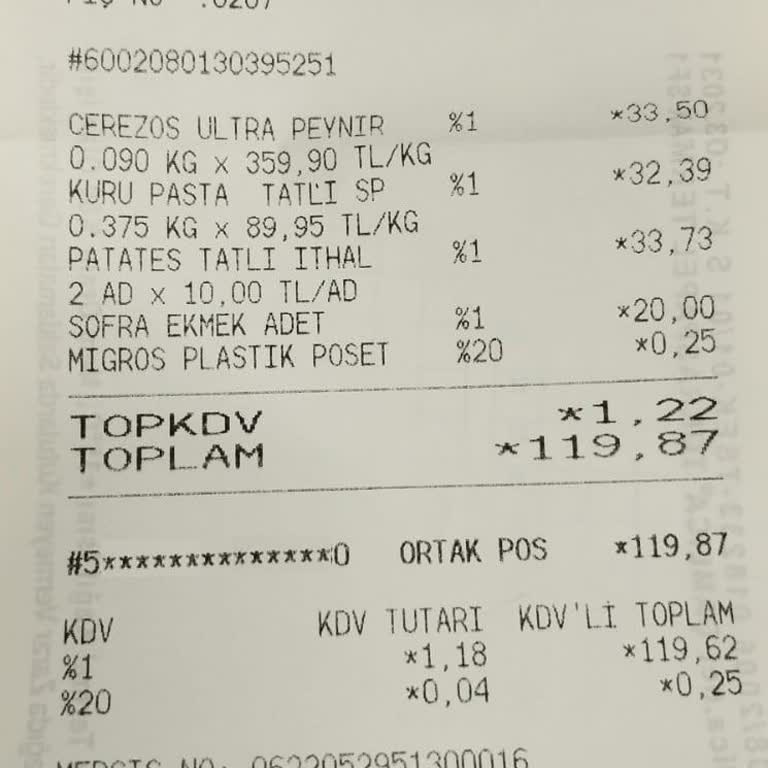 #6002080130395251
CEREZOS ULTRA PEYNIR %1 *33,50
0.090 KG x 359,90 TL/KG
KURU PASTA TATLI SP %1 *32,39
0.375 KG x 89,95 TL/KG
PATATES TATLI ITHAL %1 *33,73
2 AD x 10,00 TL/AD
SOFRA EKMEK ADET %1 *20,00
MIGROS PLASTIK POSET %20 *0,25
TOPKDV *1,22
TOPLAM *119,87
#5**************0 ORTAK POS *119,87
KDV KDV TUTARI KDV'Lİ TOPLAM
%1 *1,18 *119,62
%20 *0,04 *0,25
MERSIS NO: 0622052951300016